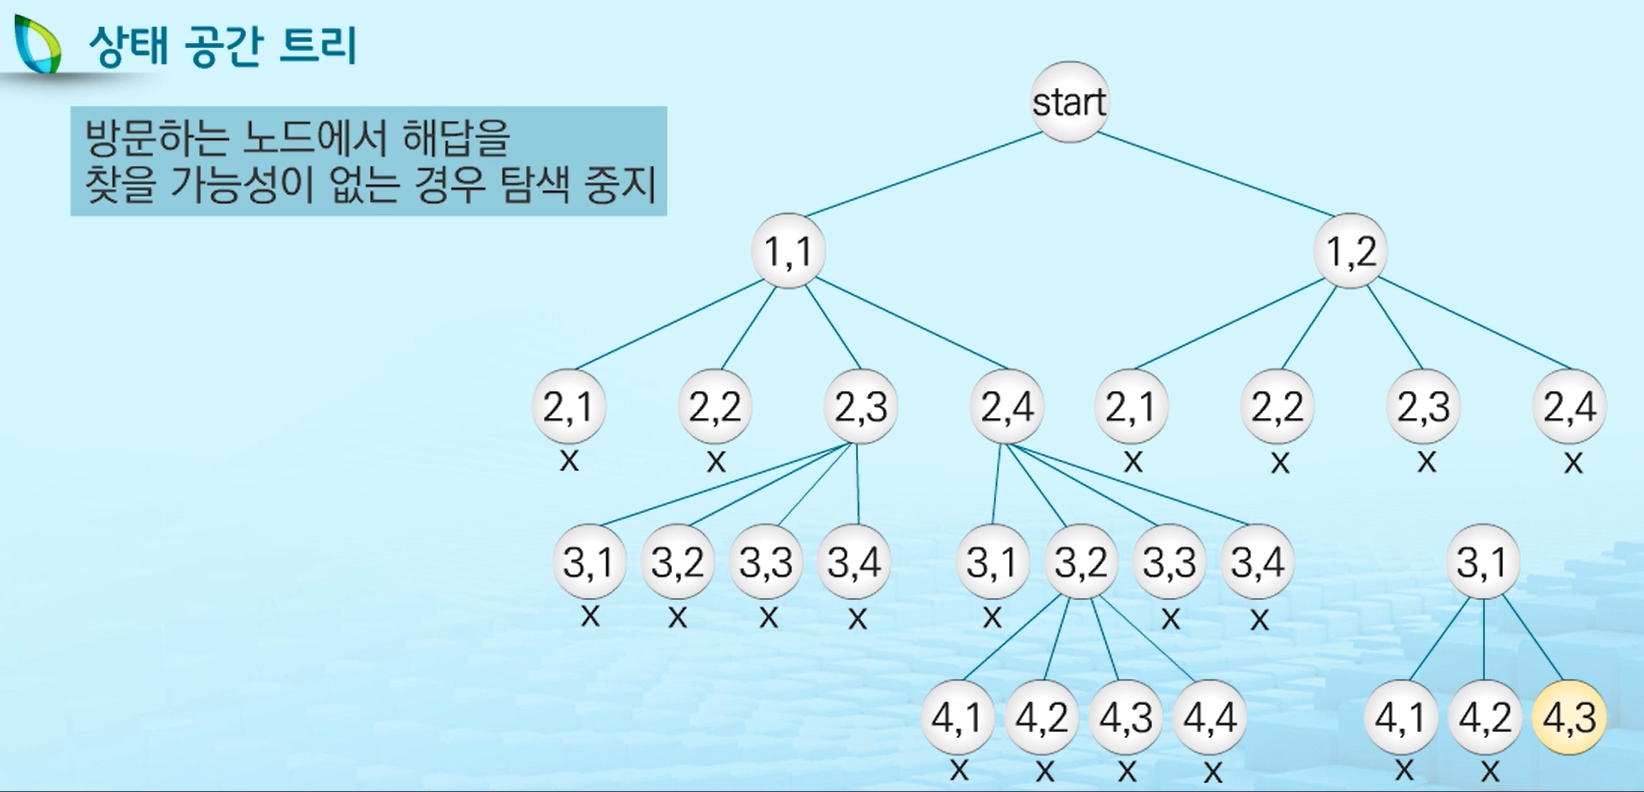 상태 공간 트리
방문하는 노드에서 해답을
찾을 가능성이 없는 경우 탐색 중지
start
1,1 1,2
2,1 2,2 2,3 2,4 2,1 2,2 2,3 2,4
x x x x x x
3,1 3,2 3,3 3,4 3,1 3,2 3,3 3,4 3,1
x x x x x x x
4,1 4,2 4,3 4,4 4,1 4,2 4,3
x x x x x x